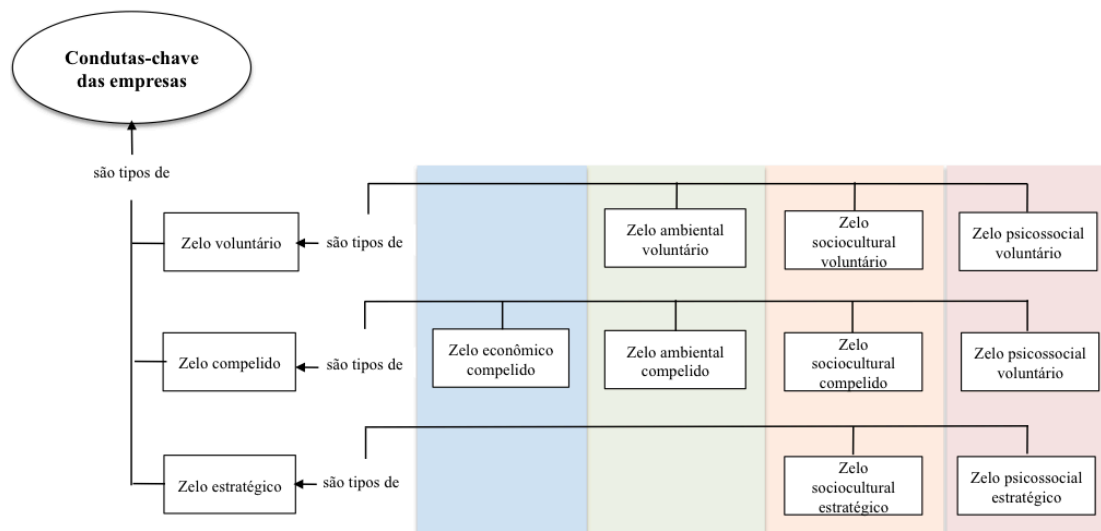 Condutas-chave
das empresas
são tipos de
Zelo voluntário
são tipos de
Zelo ambiental
voluntário
Zelo
sociocultural
voluntário
Zelo psicossocial
voluntário
Zelo compelido
são tipos de
Zelo econômico
compelido
Zelo ambiental
compelido
Zelo
sociocultural
compelido
Zelo psicossocial
voluntário
Zelo estratégico
são tipos de
Zelo
sociocultural
estratégico
Zelo psicossocial
estratégico